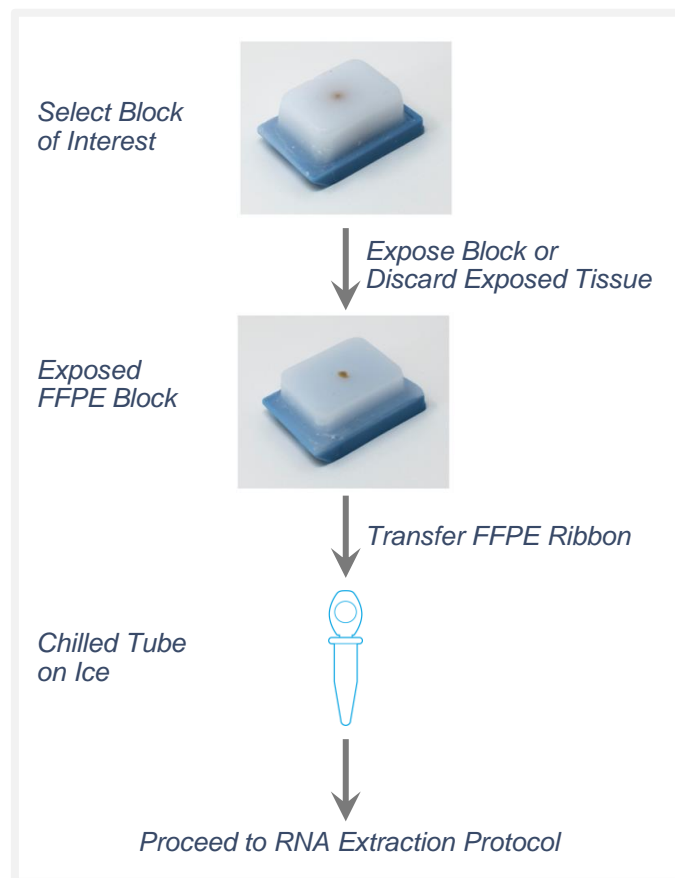 Select Block
of Interest
Expose Block or
Discard Exposed Tissue
Exposed
FFPE Block
Transfer FFPE Ribbon
Chilled Tube
on Ice
Proceed to RNA Extraction Protocol